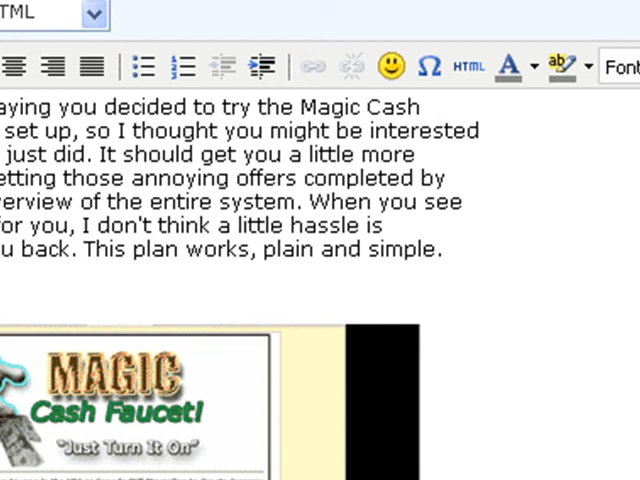 TML
HTML
A
ab
Font
aying you decided to try the Magic Cash
set up, so I thought you might be interested
just did. It should get you a little more
etting those annoying offers completed by
verview of the entire system. When you see
for you, I don't think a little hassle is
u back. This plan works, plain and simple.
MAGIC
Cash Faucet!
"Just Turn It On"